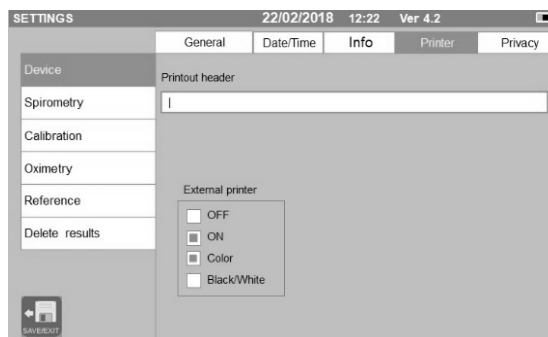 SETTINGS 22/02/2018 12:22 Ver 4.2
General Date/Time Info Printer Privacy
Device
Spirometry
Calibration
Oximetry
Reference
Delete results
Printout header
External printer
OFF
ON
Color
Black/White
SAVE/EXIT